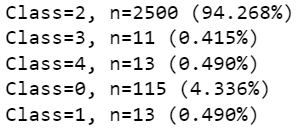 Class=2, n=2500 (94.268%)
Class=3, n=11 (0.415%)
Class=4, n=13 (0.490%)
Class=0, n=115 (4.336%)
Class=1, n=13 (0.490%)